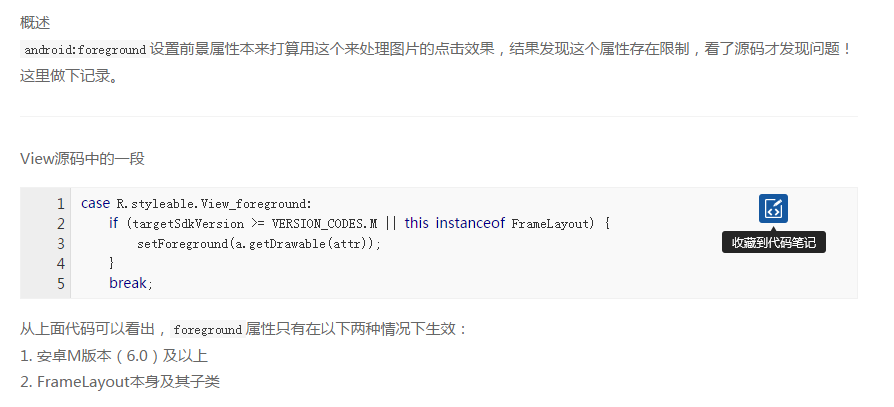 概述
android:foreground设置前景属性本来打算用这个来处理图片的点击效果，结果发现这个属性存在限制，看了源码才发现问题！
这里做下记录。
View源码中的一段
1 case R.styleable.View_foreground:
2 if (targetSdkVersion >= VERSION_CODES.M || this instanceof FrameLayout) {
3 setForeground(a.getDrawable(attr));
4 }
5 break;
收藏到代码笔记
从上面代码可以看出，foreground属性只有在以下两种情况下生效：
1. 安卓M版本（6.0）及以上
2. FrameLayout本身及其子类